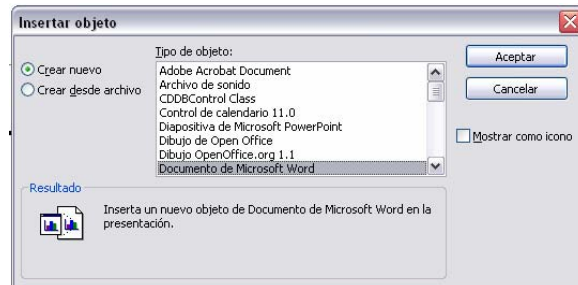 Insertar objeto
Tipo de objeto:
Crear nuevo
Crear desde archivo
Adobe Acrobat Document
Archivo de sonido
CDDBControl Class
Control de calendario 11.0
Diapositiva de Microsoft PowerPoint
Dibujo de Open Office
Dibujo OpenOffice.org 1.1
Documento de Microsoft Word
Aceptar
Cancelar
Mostrar como icono
Resultado
Inserta un nuevo objeto de Documento de Microsoft Word en la
presentación.